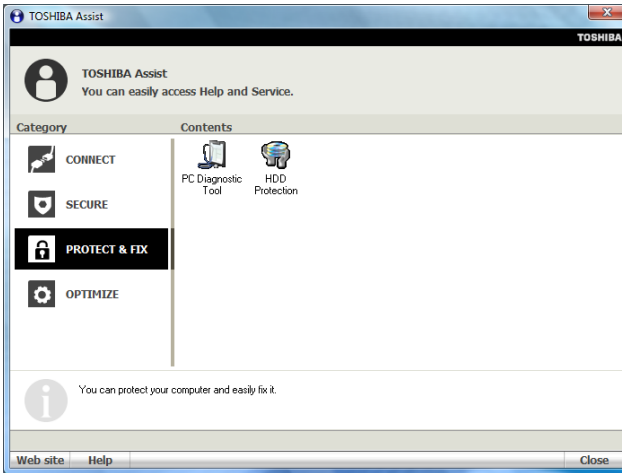 TOSHIBA Assist
TOSHIBA
TOSHIBA Assist
You can easily access Help and Service.
Category
Contents
CONNECT
SECURE
PROTECT & FIX
OPTIMIZE
PC Diagnostic
Tool
HDD
Protection
You can protect your computer and easily fix it.
Web site
Help
Close